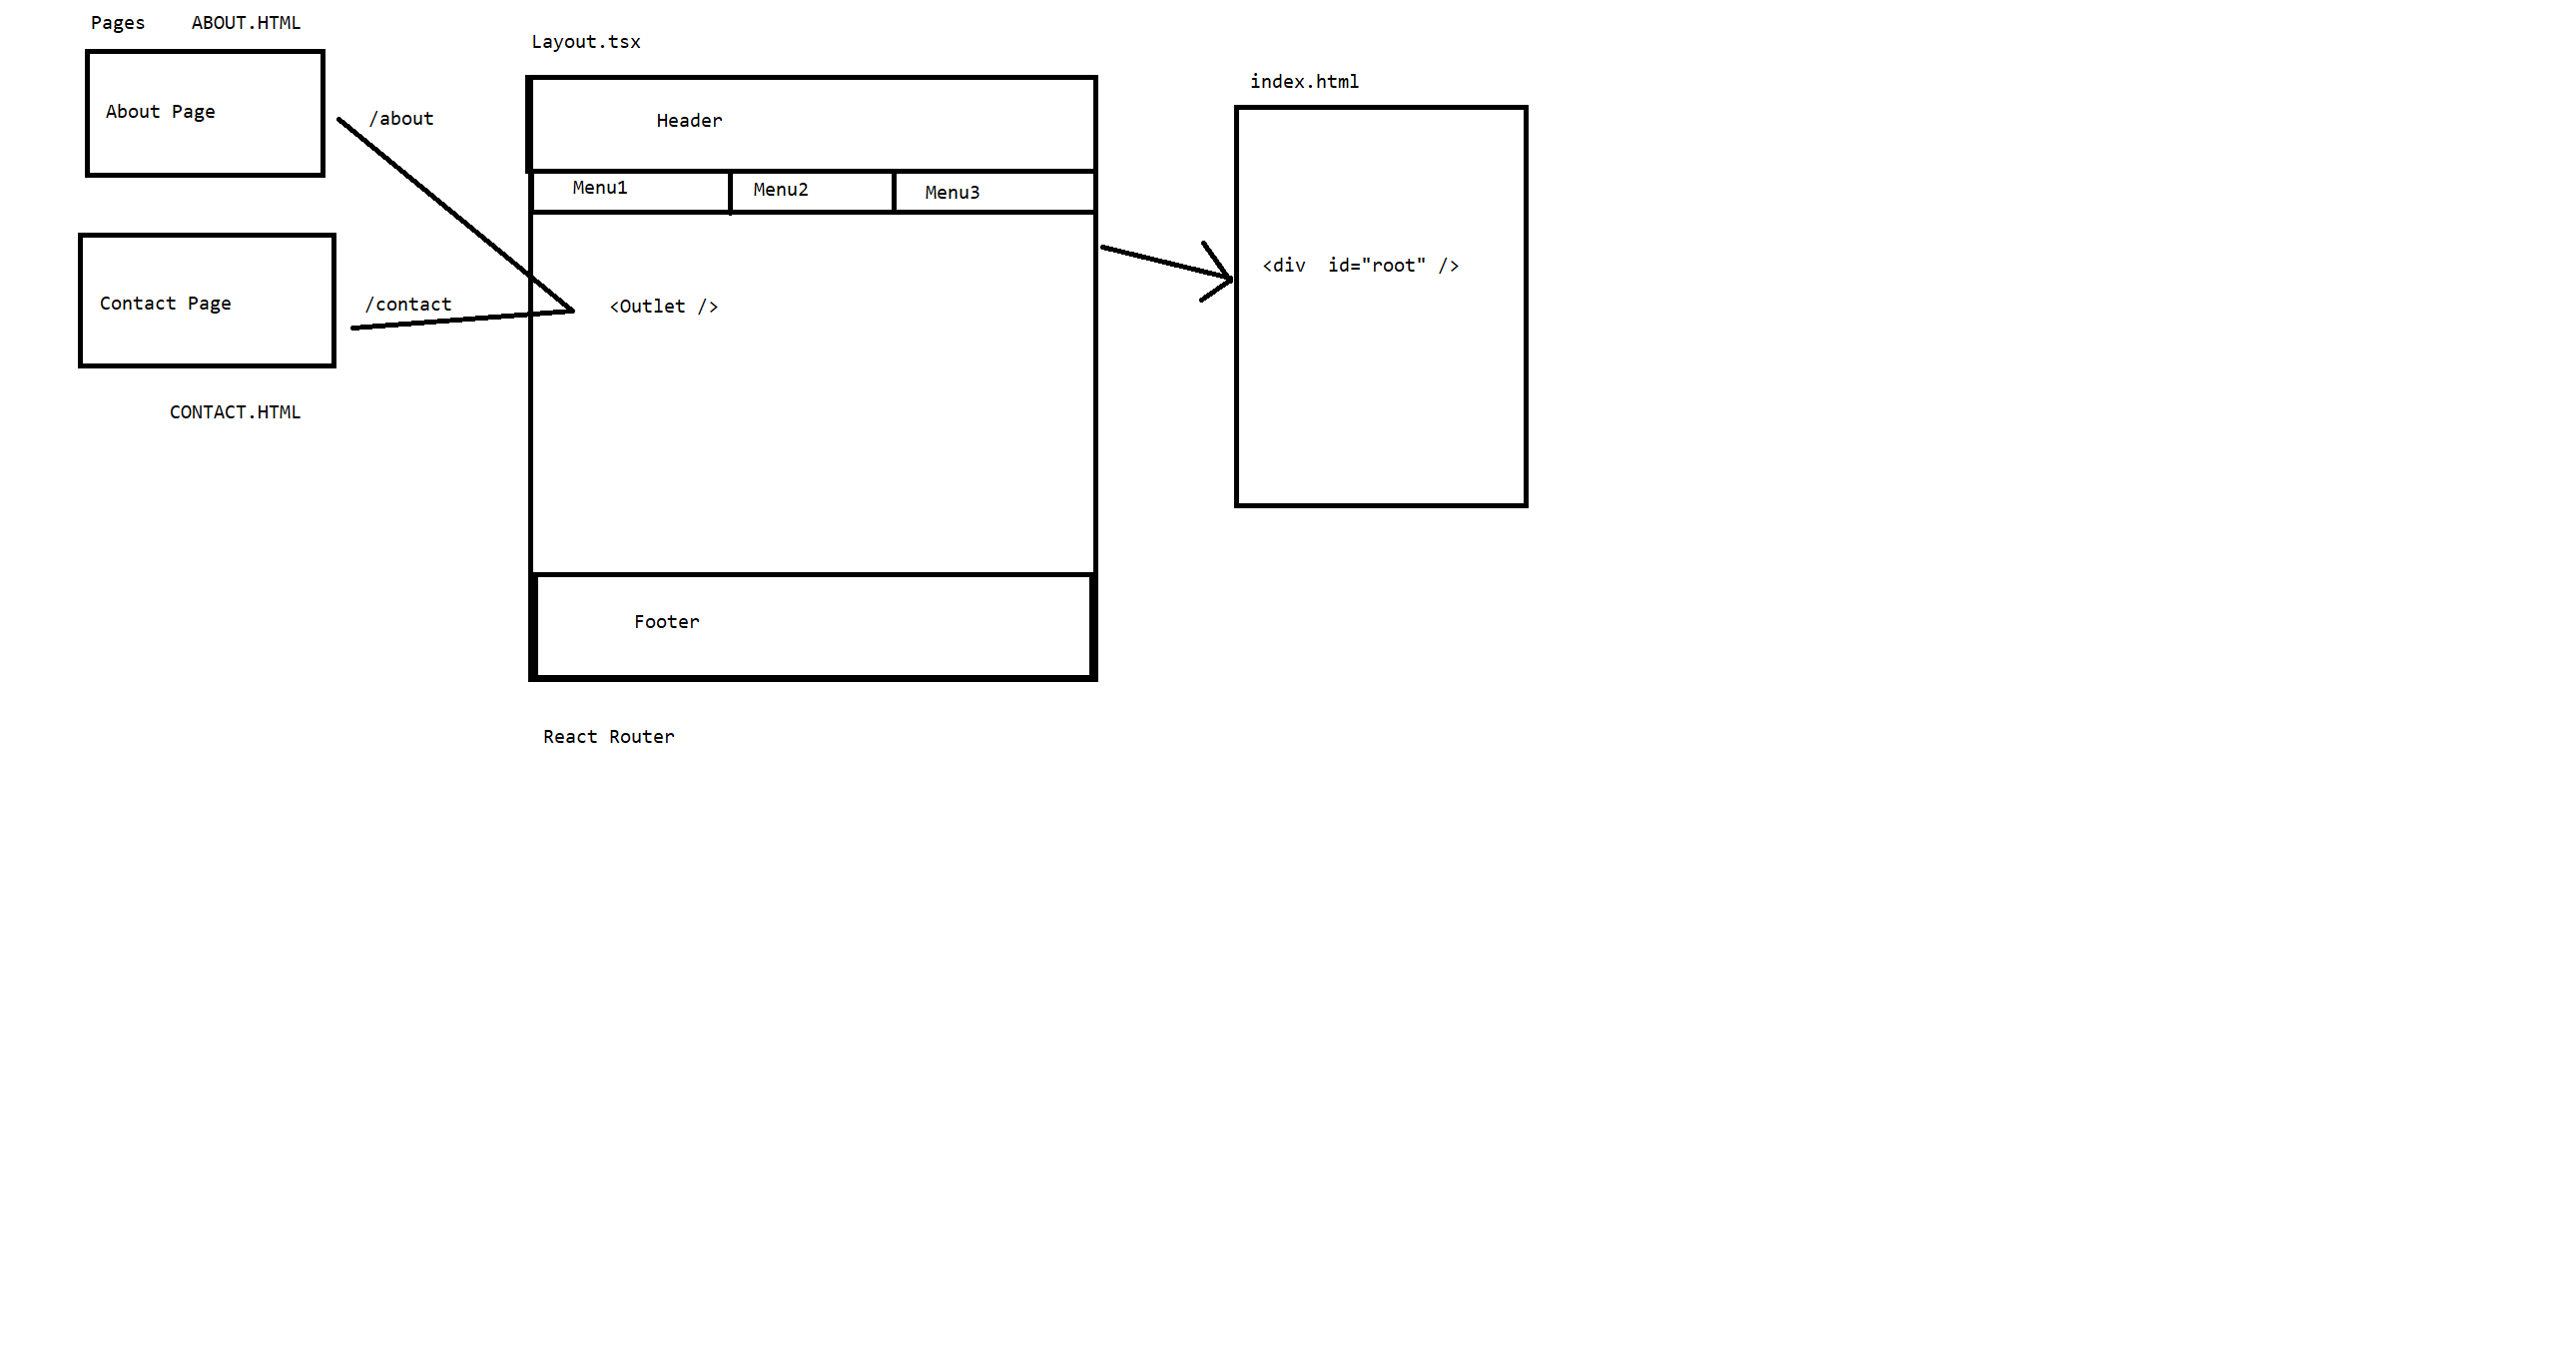 Pages ABOUT.HTML
About Page
/about
Contact Page
/contact
CONTACT.HTML
Layout.tsx
Header
Menu1 Menu2 Menu3
<Outlet />
Footer
React Router
index.html
<div  id="root" />